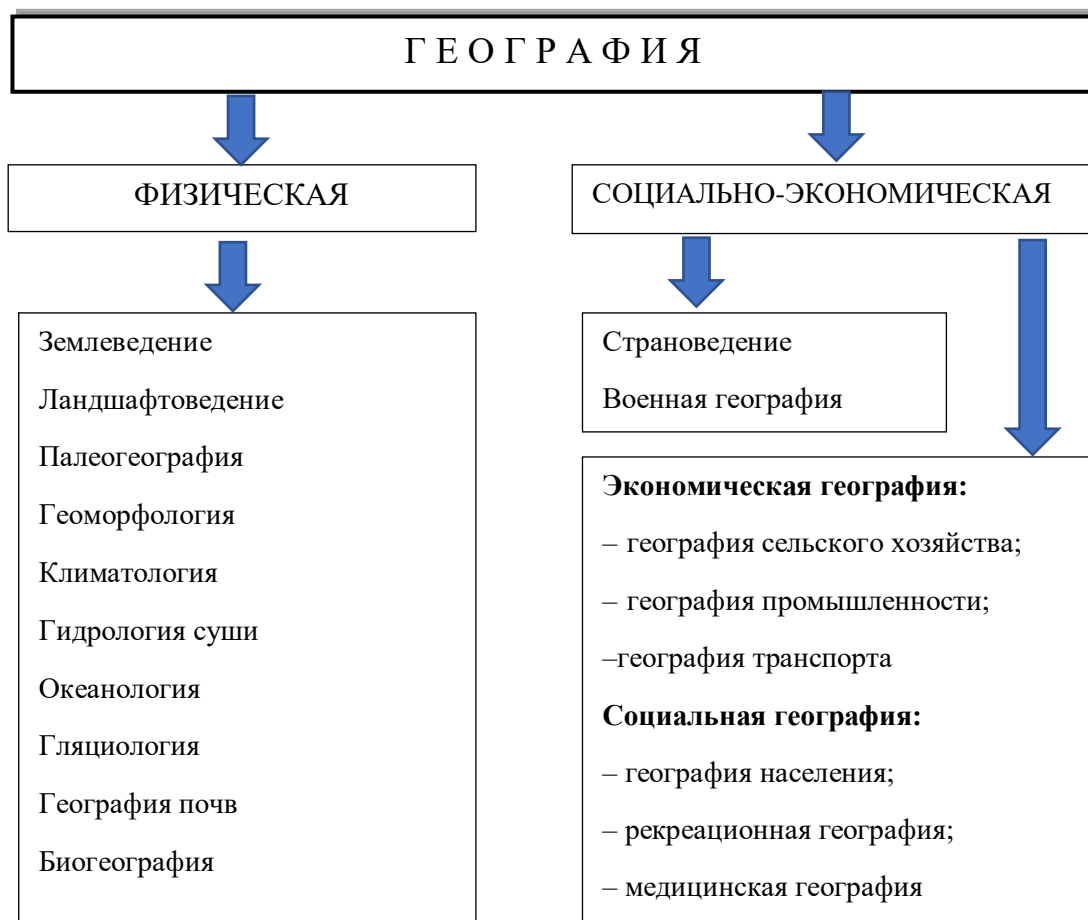 Г Е О Г Р А Ф И Я
ФИЗИЧЕСКАЯ
СОЦИАЛЬНО-ЭКОНОМИЧЕСКАЯ
Землеведение
Ландшафтоведение
Палеогеография
Геоморфология
Климатология
Гидрология суши
Океанология
Гляциология
География почв
Биогеография
Страноведение
Военная география
Экономическая география:
– география сельского хозяйства;
– география промышленности;
–география транспорта
Социальная география:
– география населения;
– рекреационная география;
– медицинская география